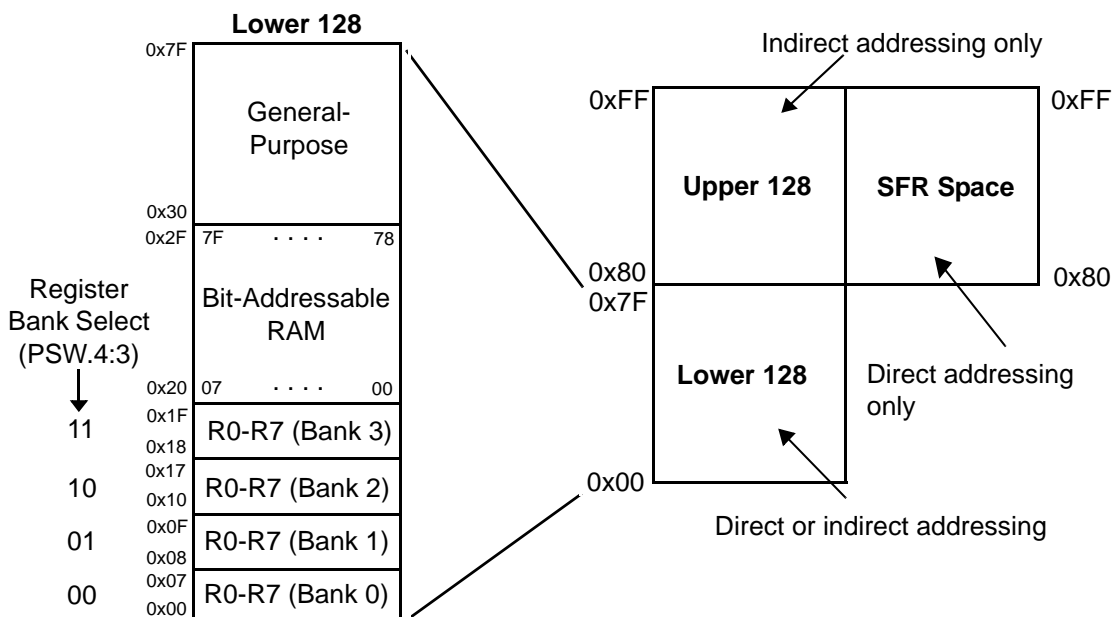 Lower 128
0x7F
General-
Purpose
0x30
0x2F 7F . . . . 78
Bit-Addressable
RAM
0x20 07 . . . . 00
Register
Bank Select
(PSW.4:3)
11 0x1F R0-R7 (Bank 3)
0x18
10 0x17 R0-R7 (Bank 2)
0x10
01 0x0F R0-R7 (Bank 1)
0x08
00 0x07 R0-R7 (Bank 0)
0x00
Indirect addressing only
0xFF 0xFF
Upper 128 SFR Space
0x80 0x80
0x7F
Lower 128
Direct addressing
only
0x00
Direct or indirect addressing